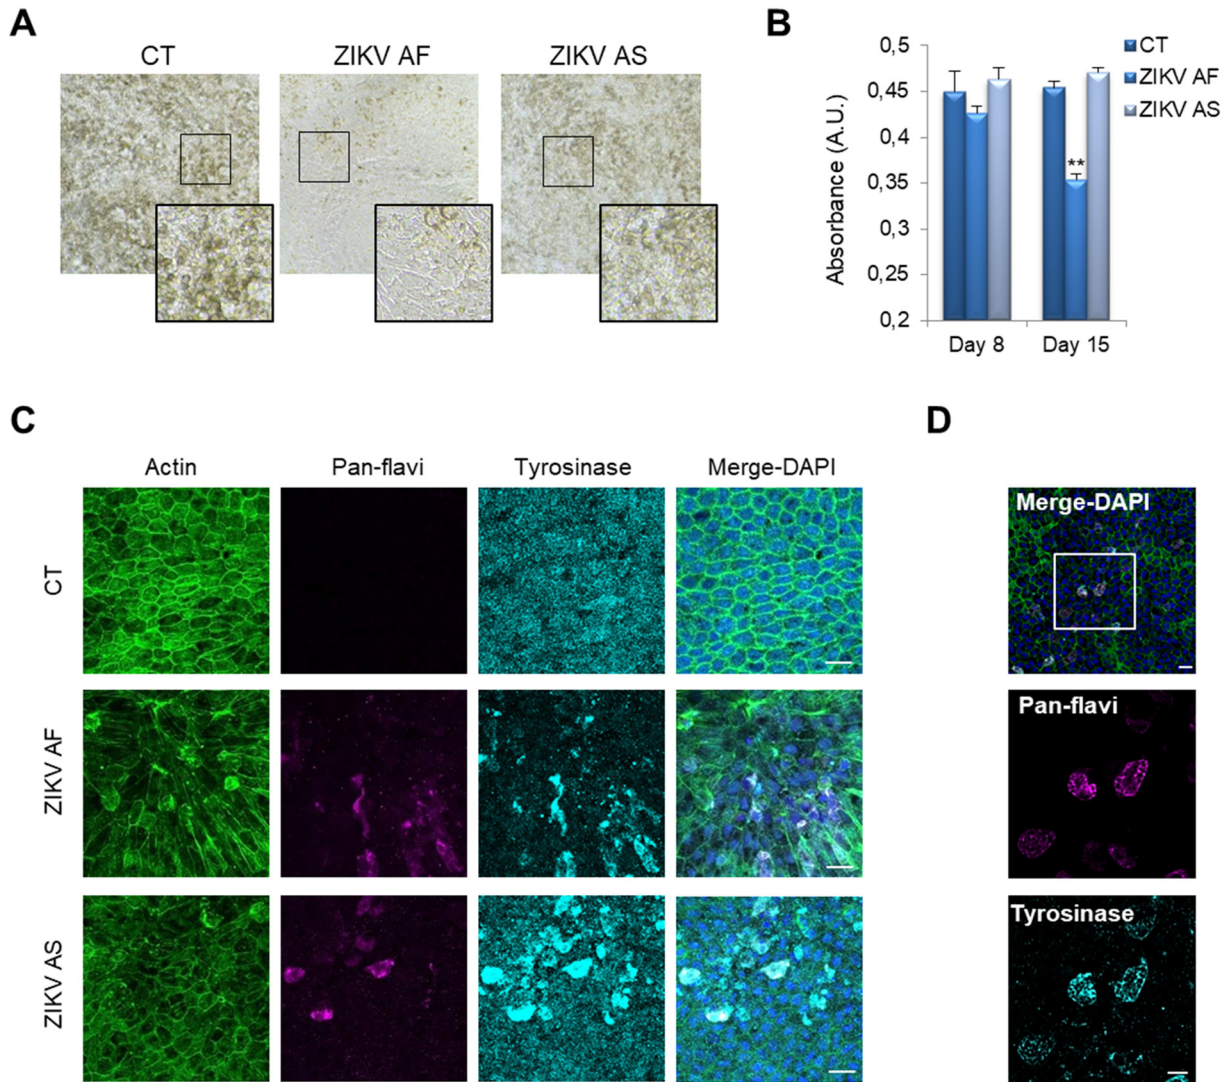 A
CT
ZIKV AF
ZIKV AS
B
Absorbance (A.U.)
0,5
0,45
0,4
0,35
0,3
0,25
0,2
**
Day 8
Day 15
CT
ZIKV AF
ZIKV AS
C
Actin
Pan-flavi
Tyrosinase
Merge-DAPI
CT
ZIKV AF
ZIKV AS
D
Merge-DAPI
Pan-flavi
Tyrosinase